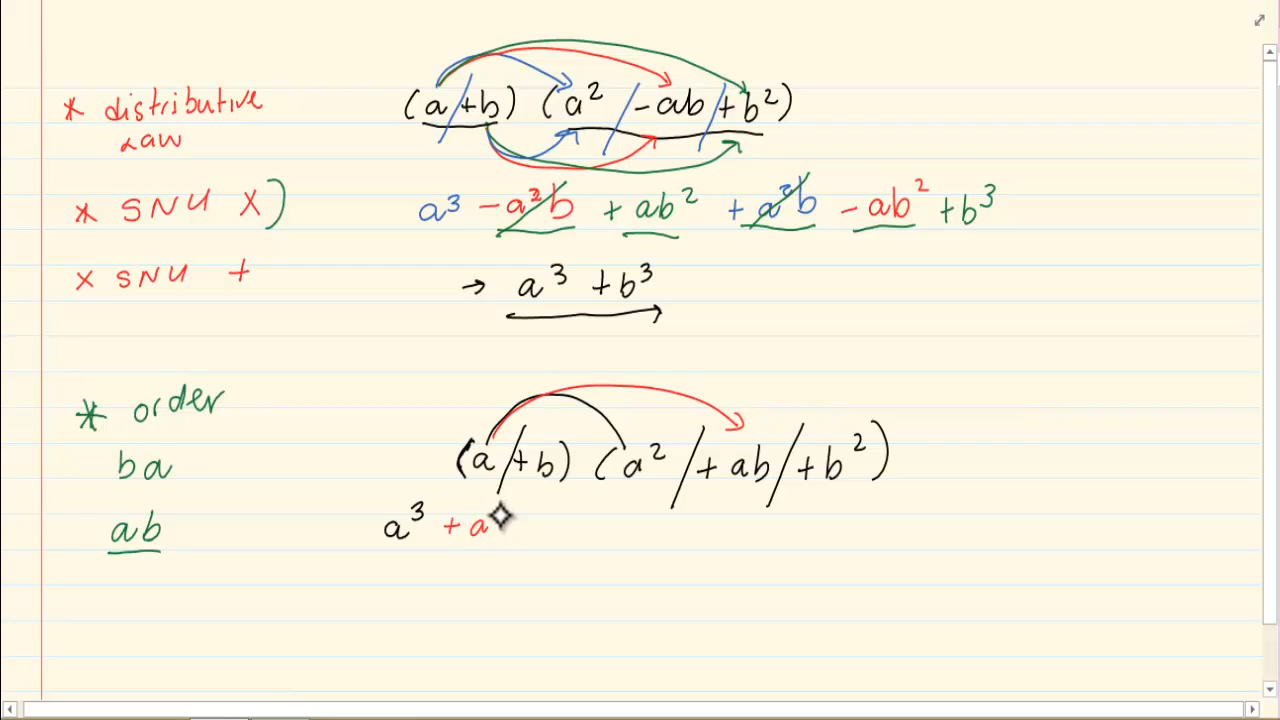 * distributive Law (a/+b) (a² /-ab/+b²)
* SNU X) a³ -a²b +ab² +a²b -ab² +b³
x SNU + → a³ +b³
* order
ba (a/+b) (a²/+ab/+b²)
ab a³ +a